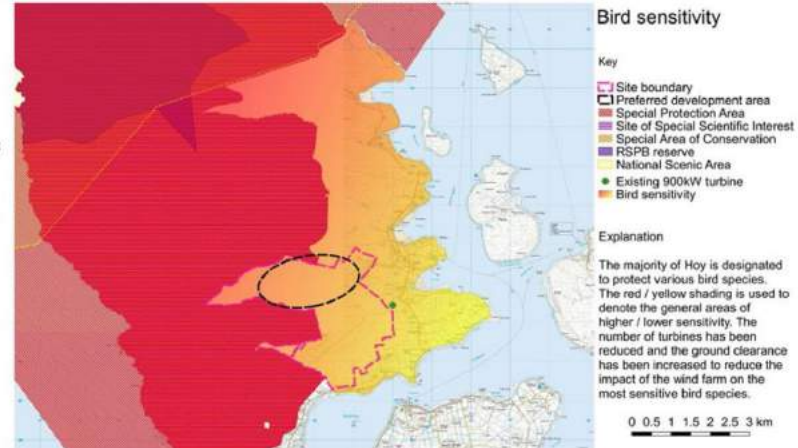 Bird sensitivity
Key
Site boundary
Preferred development area
Special Protection Area
Site of Special Scientific Interest
Special Area of Conservation
RSPB reserve
National Scenic Area
Existing 900kW turbine
Bird sensitivity
Explanation
The majority of Hoy is designated
to protect various bird species.
The red / yellow shading is used to
denote the general areas of
higher / lower sensitivity. The
number of turbines has been
reduced and the ground clearance
has been increased to reduce the
impact of the wind farm on the
most sensitive bird species.
0 0.5 1 1.5 2 2.5 3 km